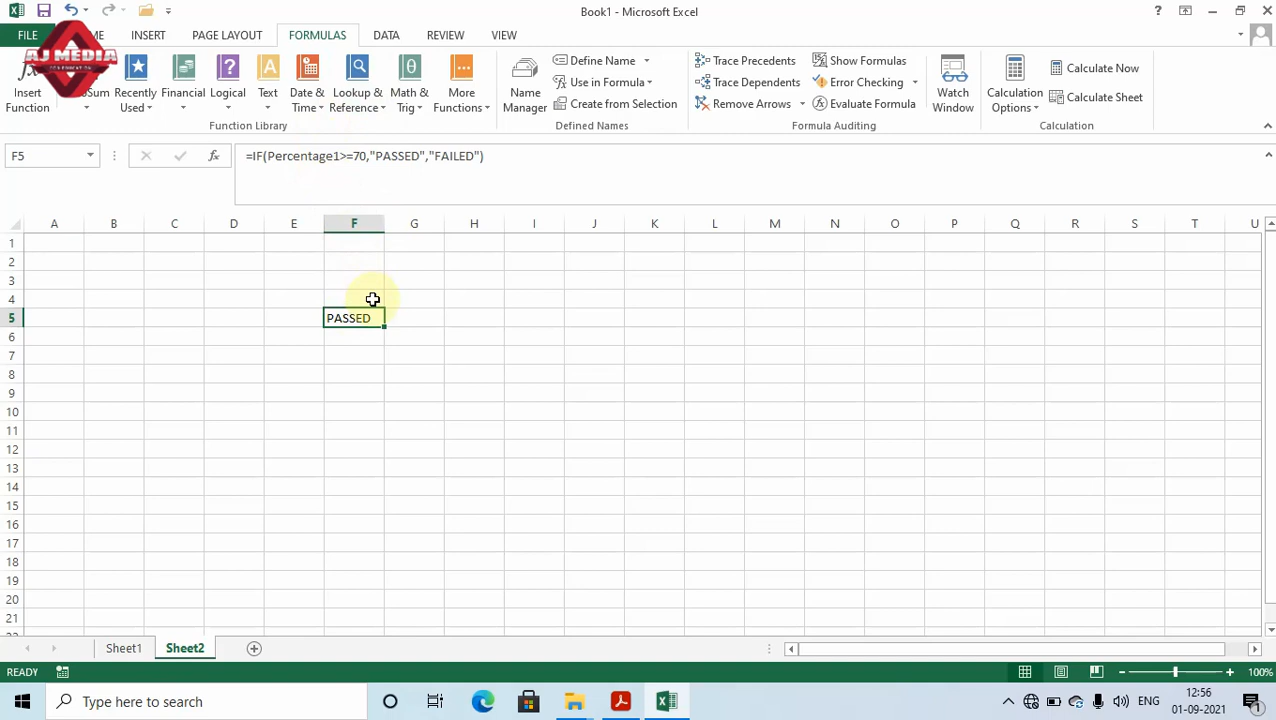 Book1 - Microsoft Excel
FILE HOME INSERT PAGE LAYOUT FORMULAS DATA REVIEW VIEW
AJ MEDIA
Insert Function
AutoSum
Recently Used
Financial
Logical
Text
Date & Time
Lookup & Reference
Math & Trig
More Functions
Function Library
Name Manager
Define Name
Use in Formula
Create from Selection
Defined Names
Trace Precedents
Trace Dependents
Remove Arrows
Show Formulas
Error Checking
Evaluate Formula
Formula Auditing
Watch Window
Calculation Options
Calculate Now
Calculate Sheet
Calculation
F5 fx =IF(Percentage1>=70,"PASSED","FAILED")
A B C D E F G H I J K L M N O P Q R S T U
1
2
3
4
5 PASSED
6
7
8
9
10
11
12
13
14
15
16
17
18
19
20
21
Sheet1 Sheet2
READY 100%
Type here to search
ENG
12:56
01-09-2021